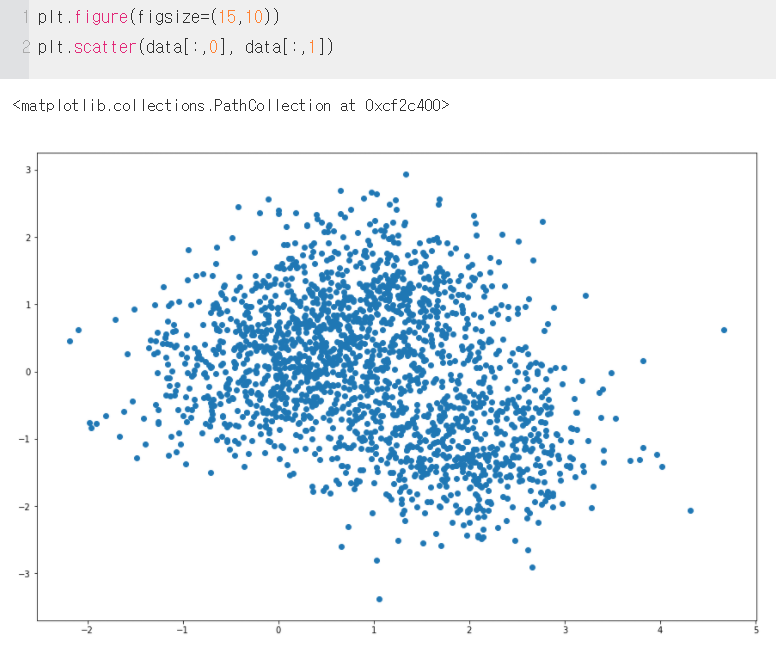 1 plt.figure(figsize=(15,10))
2 plt.scatter(data[:,0], data[:,1])
<matplotlib.collections.PathCollection at 0xcf2c400>
3
2
1
0
−1
−2
−3
−2 −1 0 1 2 3 4 5